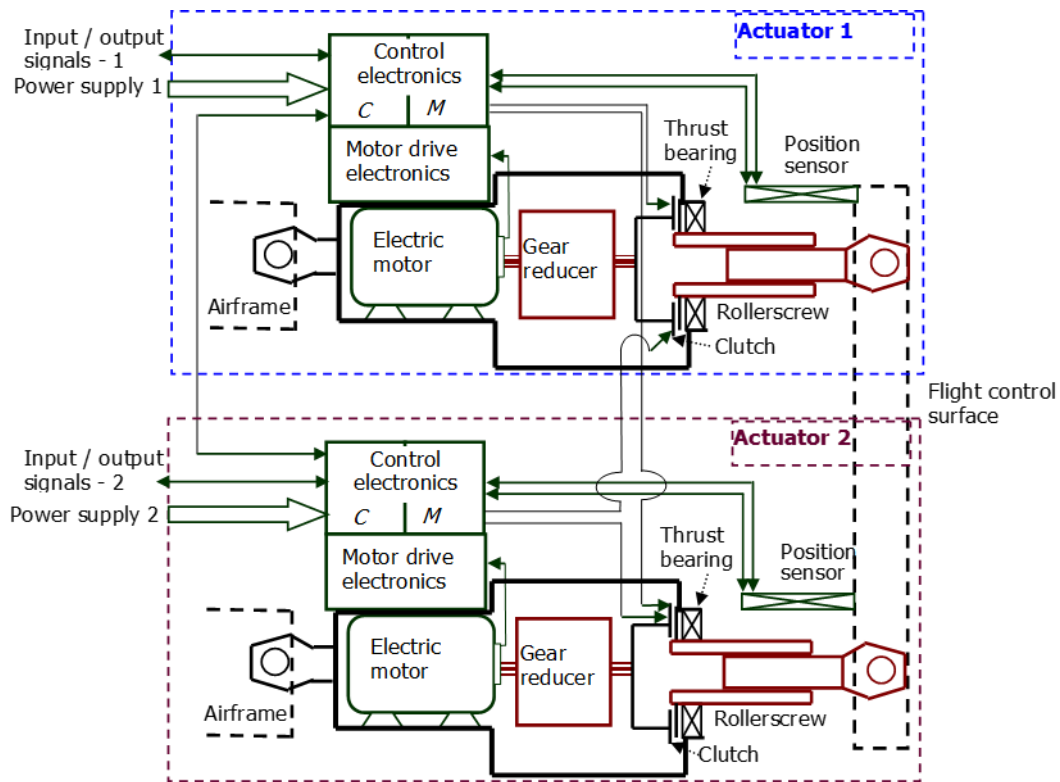 Actuator 1
Input / output
signals - 1
Power supply 1
Control
electronics
C
M
Motor drive
electronics
Thrust
bearing
Position
sensor
Electric
motor
Gear
reducer
Airframe
Rollerscrew
Clutch
Flight control
surface
Actuator 2
Input / output
signals - 2
Power supply 2
Control
electronics
C
M
Motor drive
electronics
Thrust
bearing
Position
sensor
Electric
motor
Gear
reducer
Airframe
Rollerscrew
Clutch